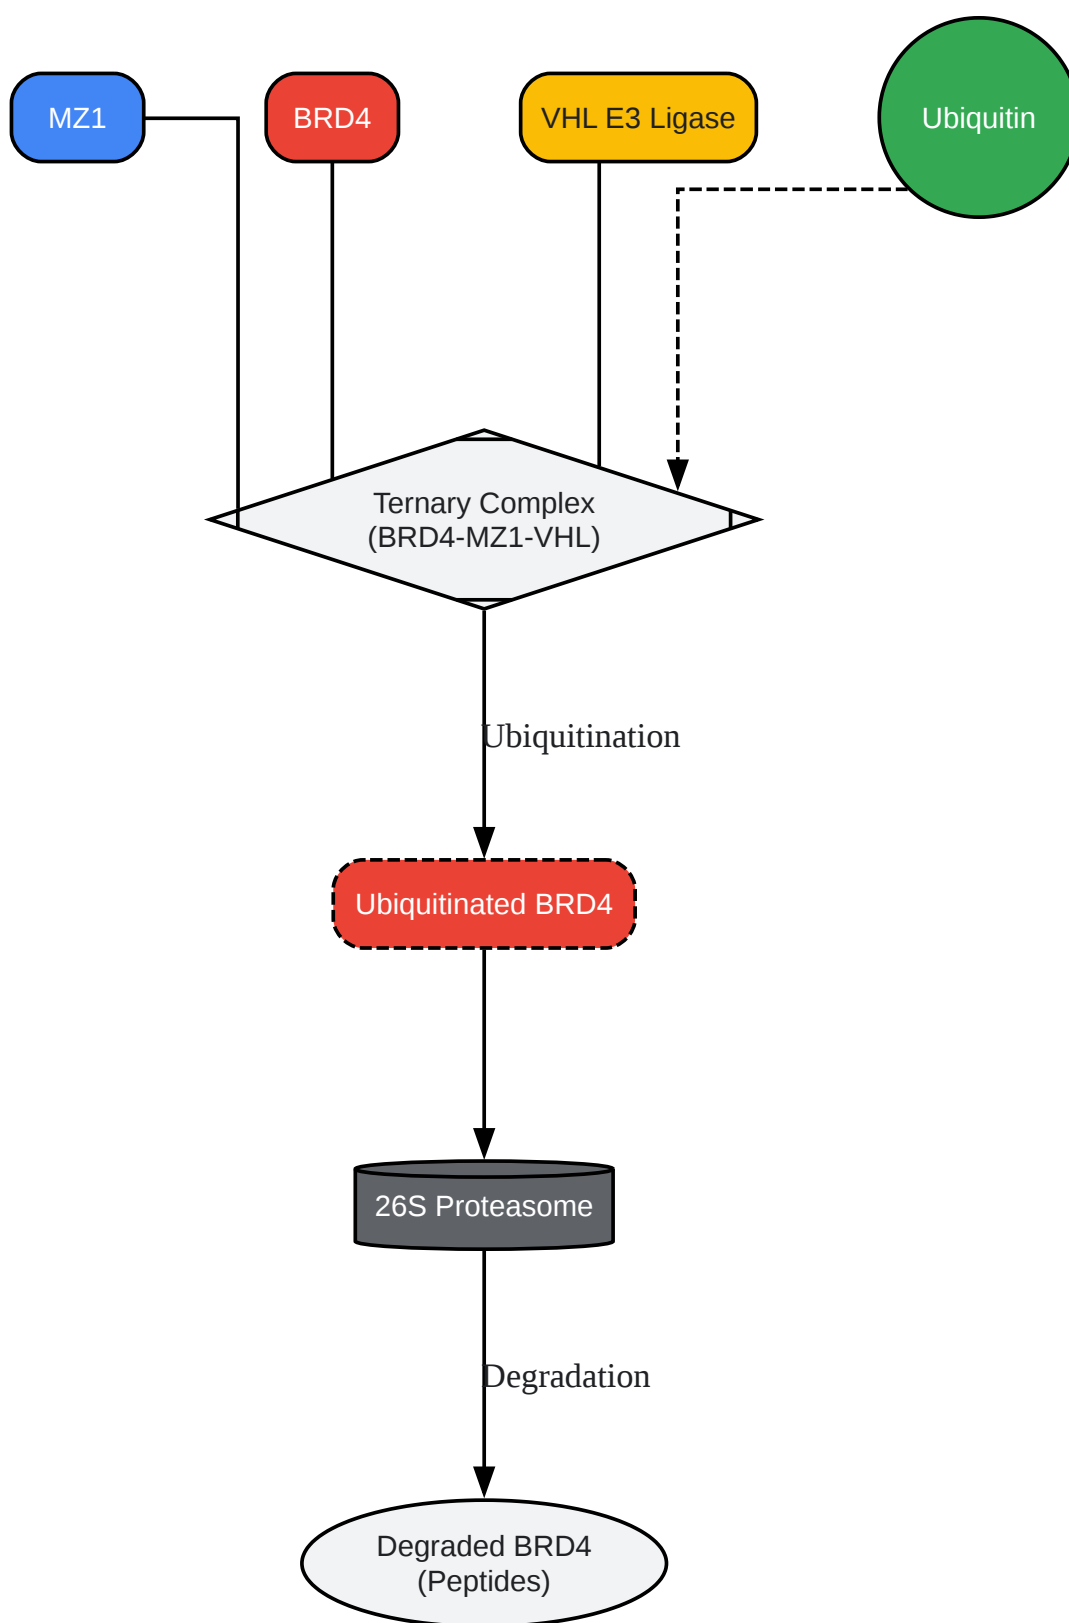 MZ1
BRD4
VHL E3 Ligase
Ubiquitin
Ternary Complex
(BRD4-MZ1-VHL)
Ubiquitination
Ubiquitinated BRD4
26S Proteasome
Degradation
Degraded BRD4
(Peptides)